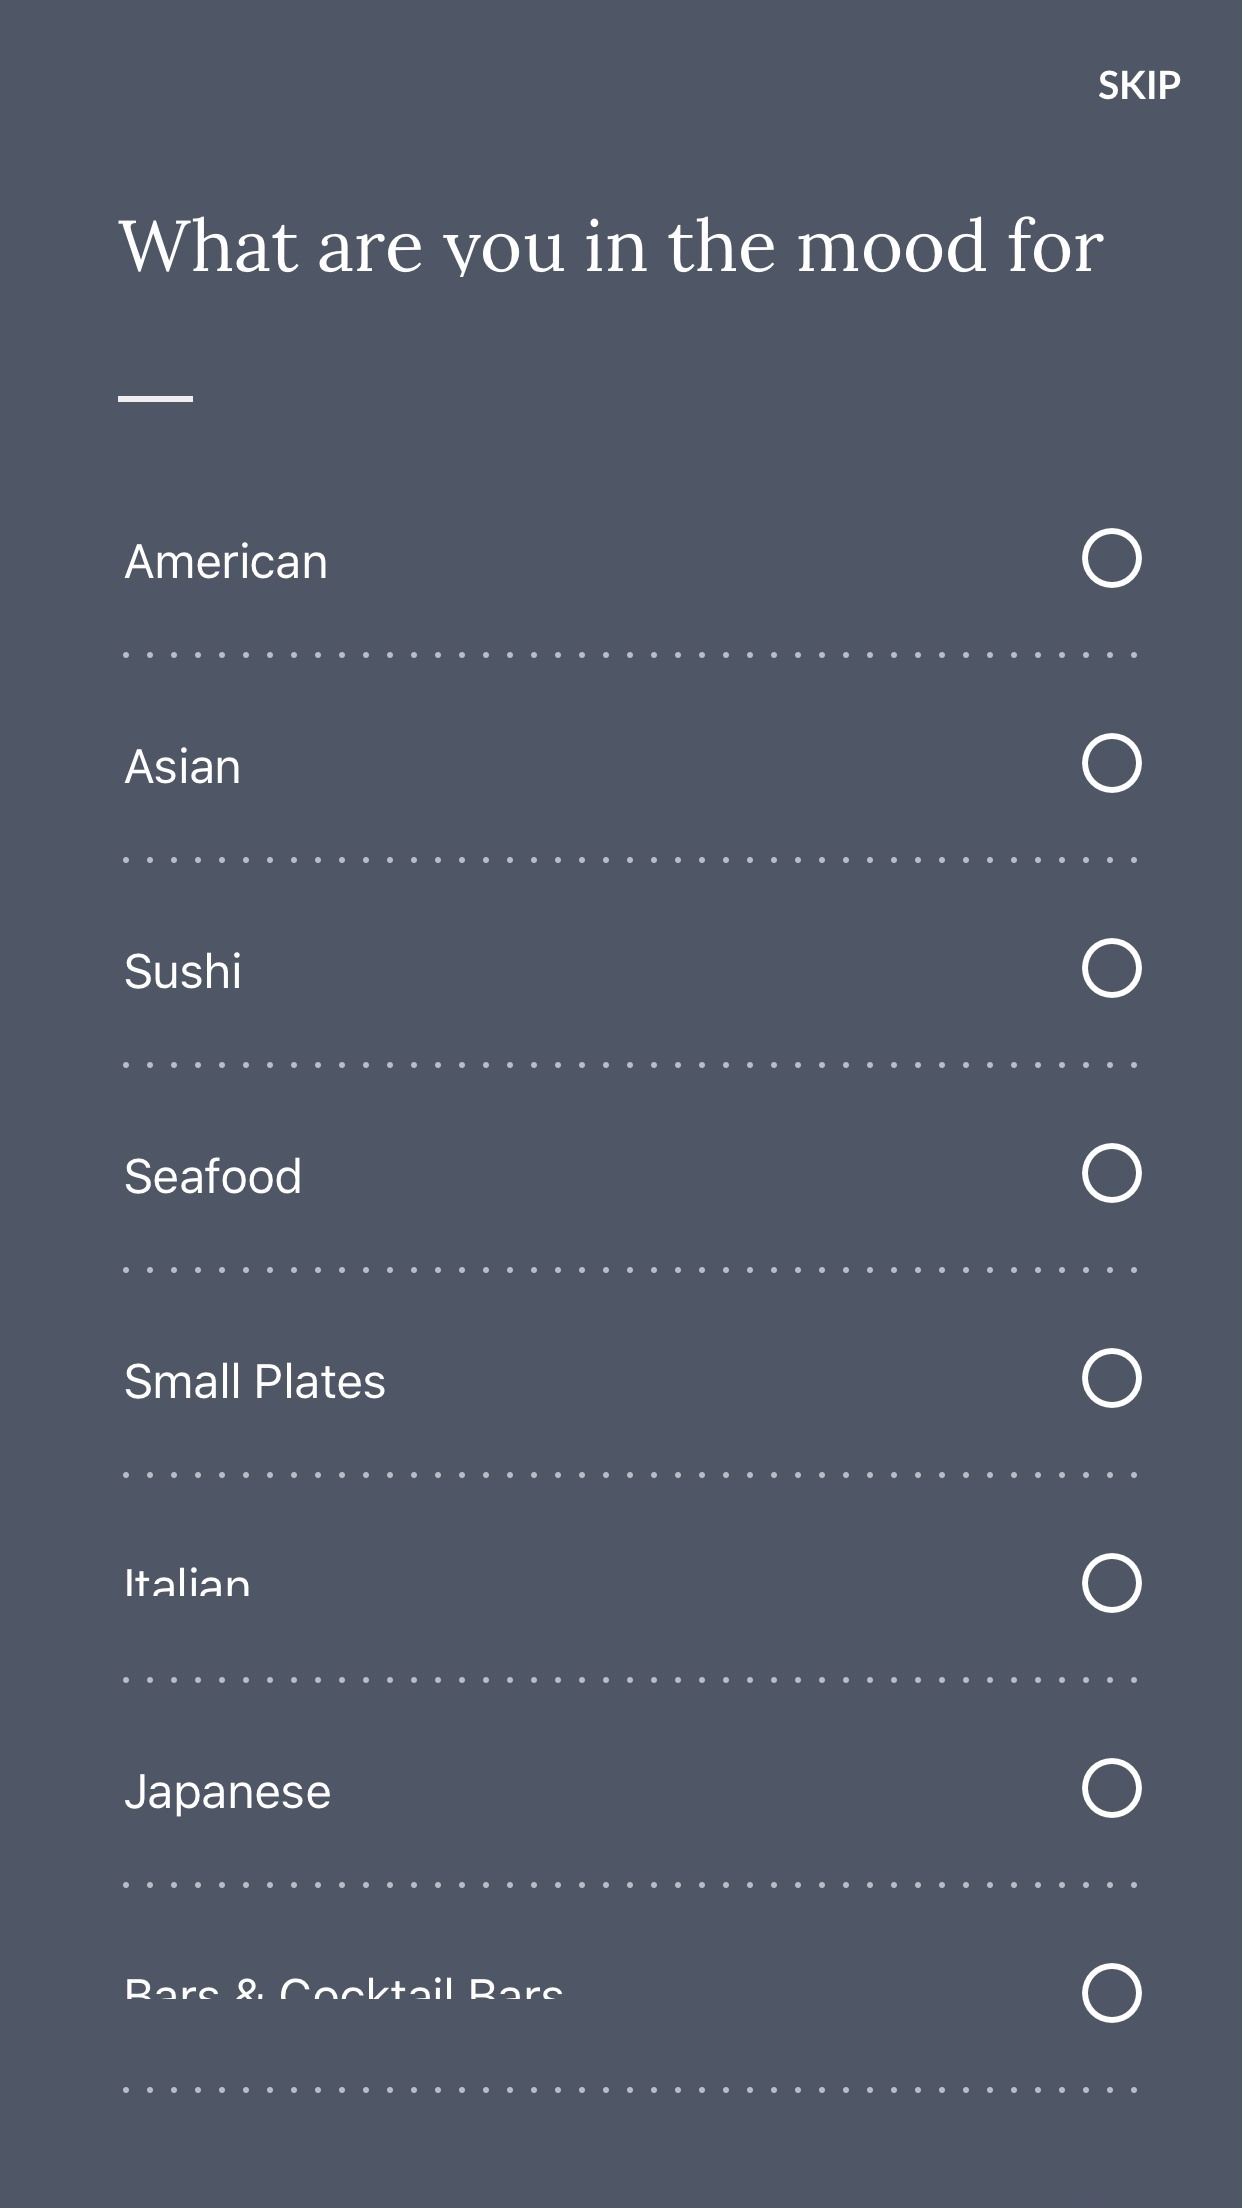 SKIP
What are you in the mood for
American
Asian
Sushi
Seafood
Small Plates
Italian
Japanese
Bars & Cocktail Bars